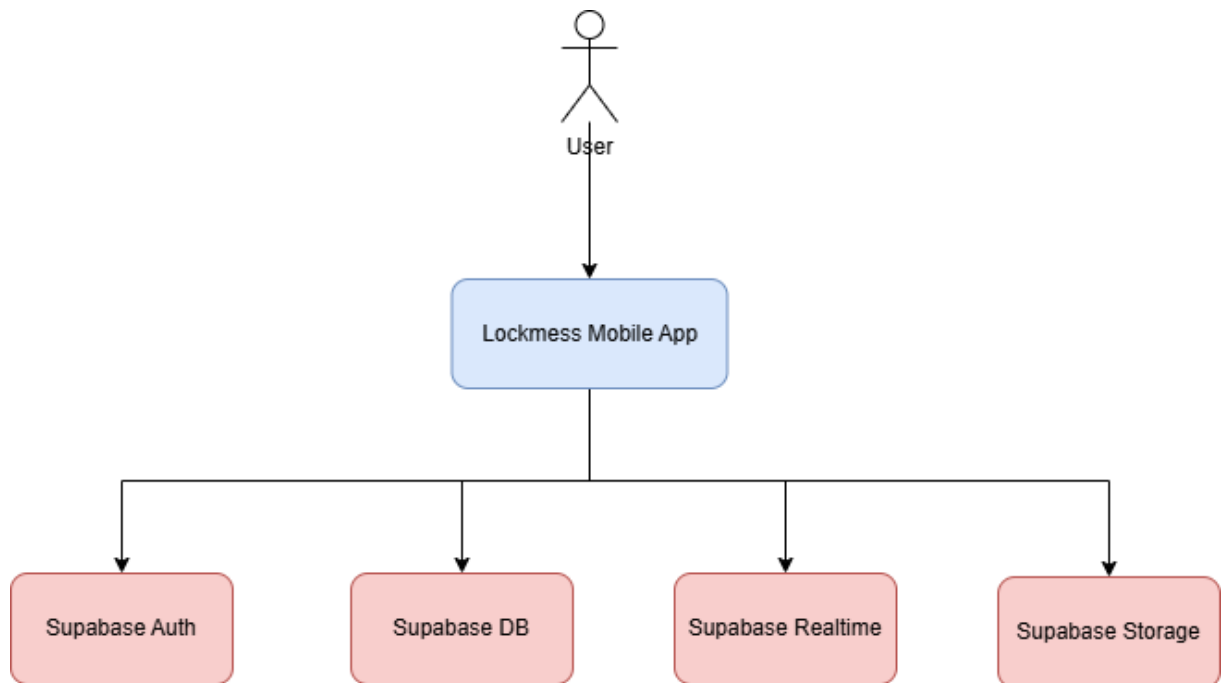 User
Lockmess Mobile App
Supabase Auth
Supabase DB
Supabase Realtime
Supabase Storage